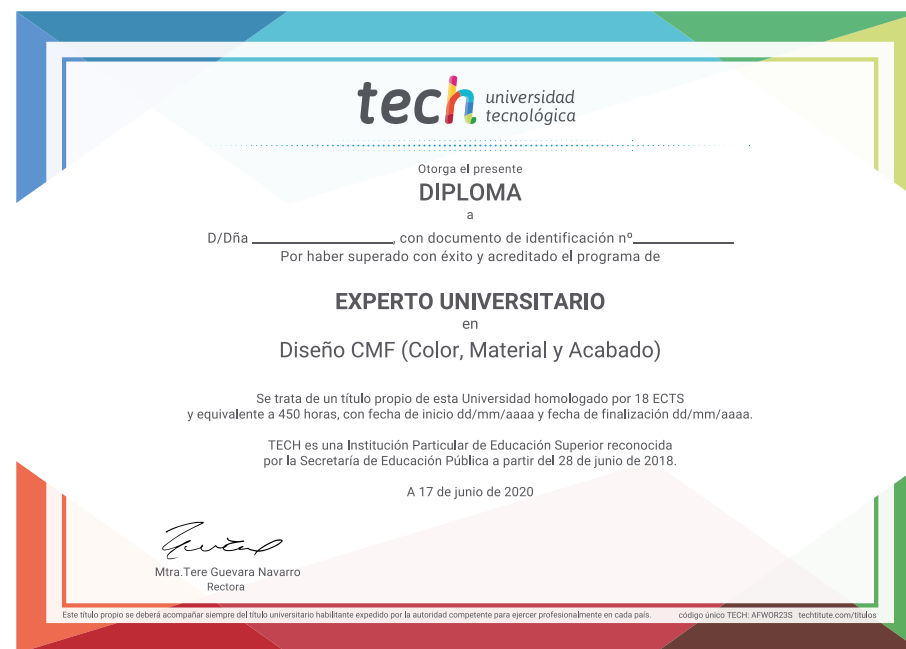 tech universidad
tecnológica
Otorga el presente
DIPLOMA
a
D/Dña ____________________, con documento de identificación nº______________
Por haber superado con éxito y acreditado el programa de
EXPERTO UNIVERSITARIO
en
Diseño CMF (Color, Material y Acabado)
Se trata de un título propio de esta Universidad homologado por 18 ECTS
y equivalente a 450 horas, con fecha de inicio dd/mm/aaaa y fecha de finalización dd/mm/aaaa.
TECH es una Institución Particular de Educación Superior reconocida
por la Secretaría de Educación Pública a partir del 28 de junio de 2018.
A 17 de junio de 2020
Mtra.Tere Guevara Navarro
Rectora
Este título propio se deberá acompañar siempre del título universitario habilitante expedido por la autoridad competente para ejercer profesionalmente en cada país. código único TECH: AFWOR23S techtitute.com/titulos